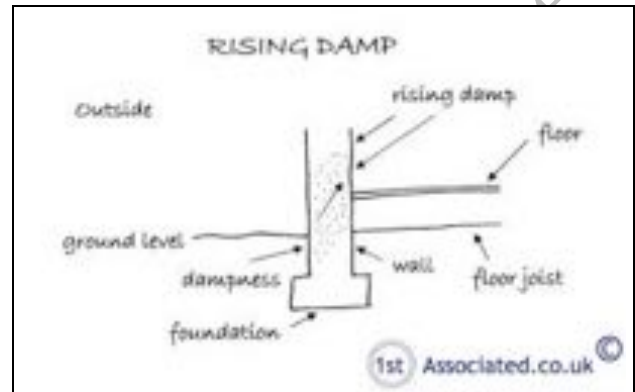 RISING DAMP
Outside
rising damp
floor
ground level
dampness
wall
floor joist
foundation
1st Associated.co.uk ©